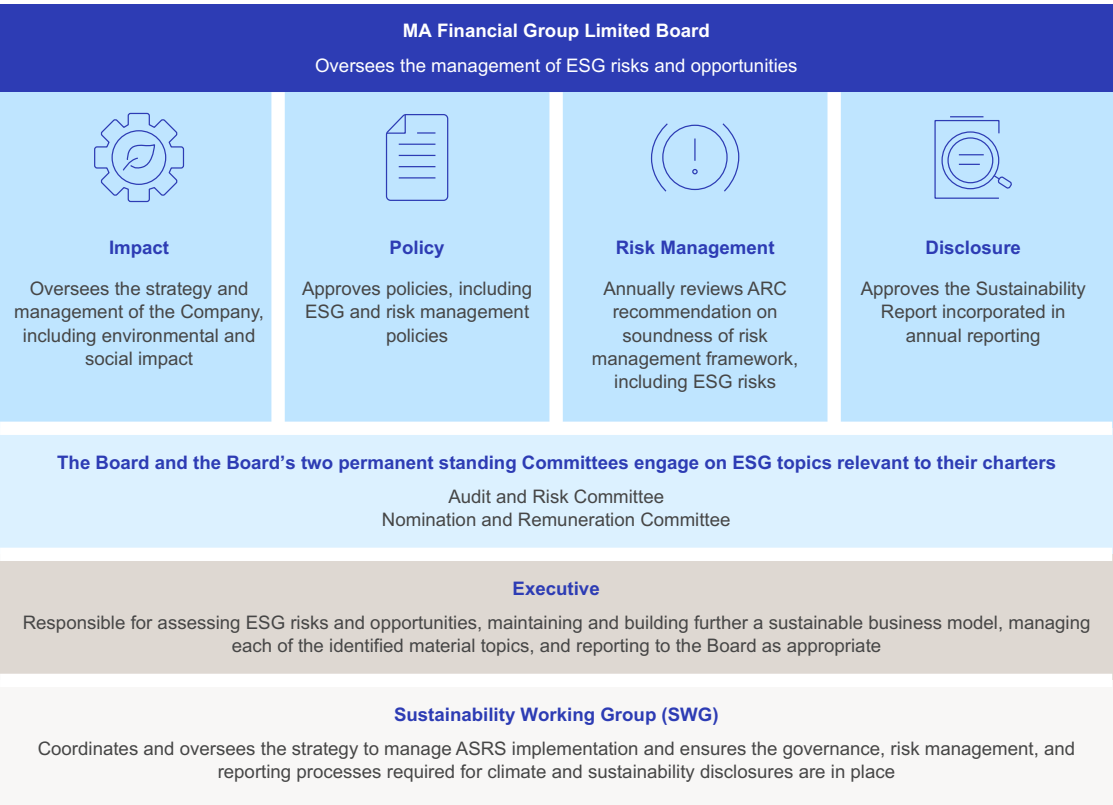 MA Financial Group Limited Board
Oversees the management of ESG risks and opportunities
Impact
Oversees the strategy and
management of the Company,
including environmental and
social impact
Policy
Approves policies, including
ESG and risk management
policies
Risk Management
Annually reviews ARC
recommendation on
soundness of risk
management framework,
including ESG risks
Disclosure
Approves the Sustainability
Report incorporated in
annual reporting
The Board and the Board’s two permanent standing Committees engage on ESG topics relevant to their charters
Audit and Risk Committee
Nomination and Remuneration Committee
Executive
Responsible for assessing ESG risks and opportunities, maintaining and building further a sustainable business model, managing
each of the identified material topics, and reporting to the Board as appropriate
Sustainability Working Group (SWG)
Coordinates and oversees the strategy to manage ASRS implementation and ensures the governance, risk management, and
reporting processes required for climate and sustainability disclosures are in place